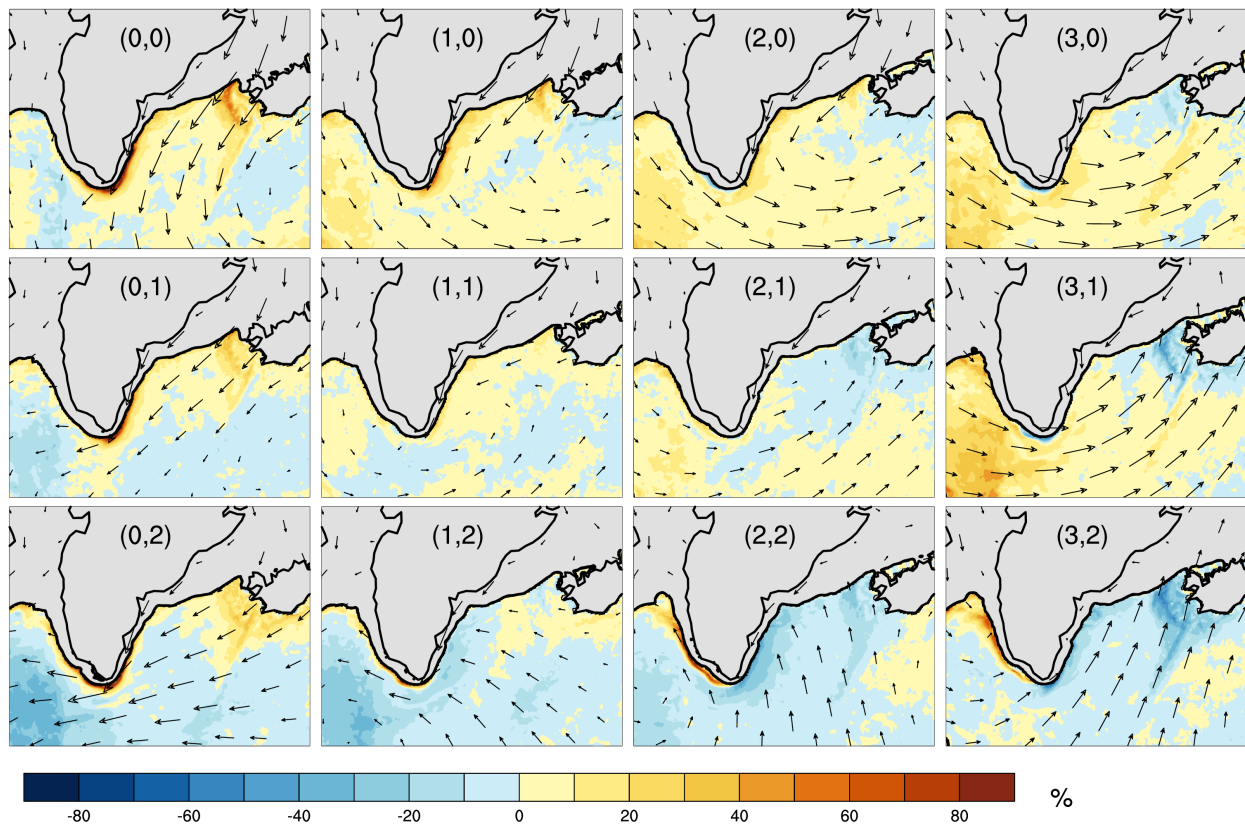 (0,0) (1,0) (2,0) (3,0)
(0,1) (1,1) (2,1) (3,1)
(0,2) (1,2) (2,2) (3,2)
-80 -60 -40 -20 0 20 40 60 80 %